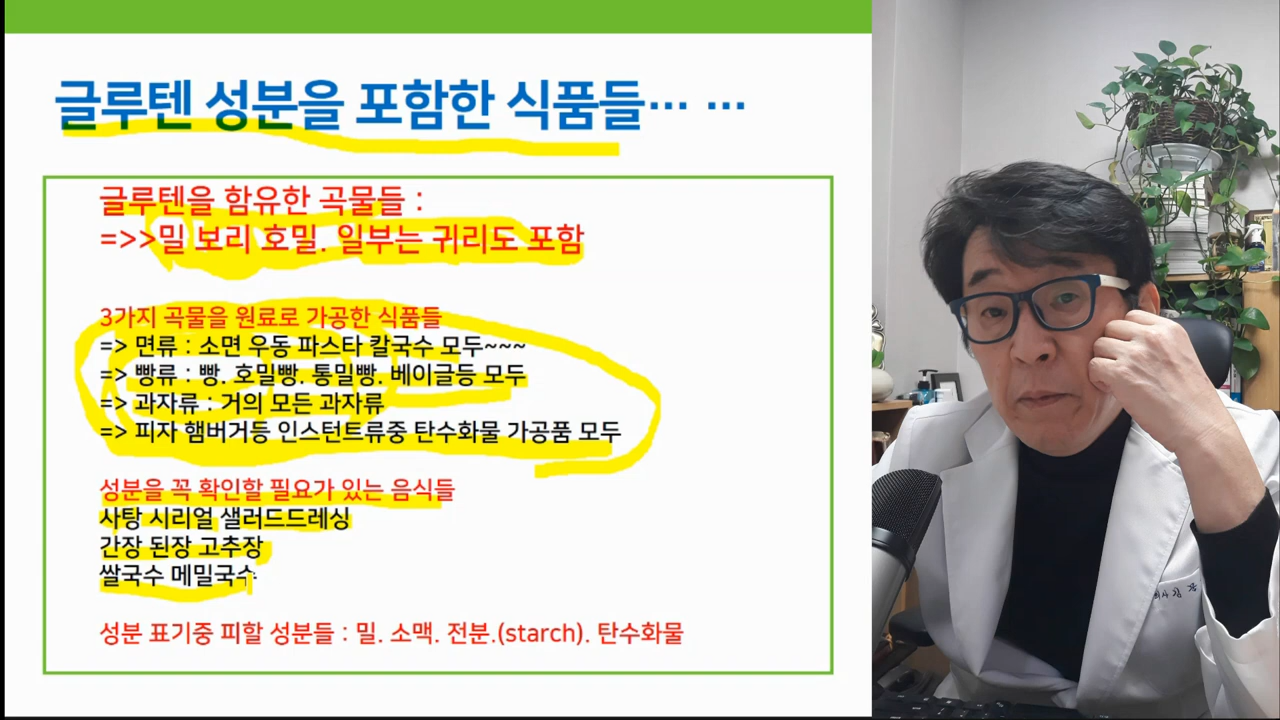 글루텐 성분을 포함한 식품들··· ···
글루텐을 함유한 곡물들 :
=>>밀 보리 호밀. 일부는 귀리도 포함
3가지 곡물을 원료로 가공한 식품들
=> 면류 : 소면 우동 파스타 칼국수 모두~~~
=> 빵류 : 빵. 호밀빵. 통밀빵. 베이글등 모두
=> 과자류 : 거의 모든 과자류
=> 피자 햄버거등 인스턴트류중 탄수화물 가공품 모두
성분을 꼭 확인할 필요가 있는 음식들
사탕 시리얼 샐러드드레싱
간장 된장 고추장
쌀국수 메밀국수
성분 표기중 피할 성분들 : 밀. 소맥. 전분.(starch). 탄수화물